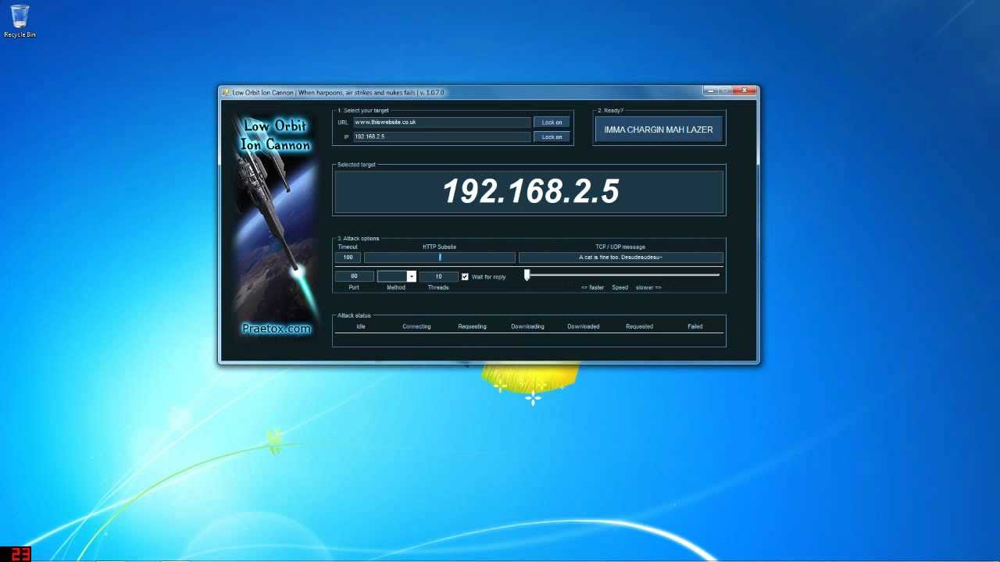 Recycle Bin
Low Orbit Ion Cannon | When harpoons, air strikes and nukes fails | v. 1.0.7.0
Low Orbit
Ion Cannon
Praetox.com
1. Select your target
URL www.thiswebsite.co.uk Lock on
IP 192.168.2.5 Lock on
2. Ready?
IMMA CHARGIN MAH LAZER
Selected target
192.168.2.5
3. Attack options
Timeout HTTP Subsite TCP / UDP message
100 / A cat is fine too. Desudesudesu~
80 10 Wait for reply
Port Method Threads <= faster Speed slower =>
Attack status
Idle Connecting Requesting Downloading Downloaded Requested Failed
23